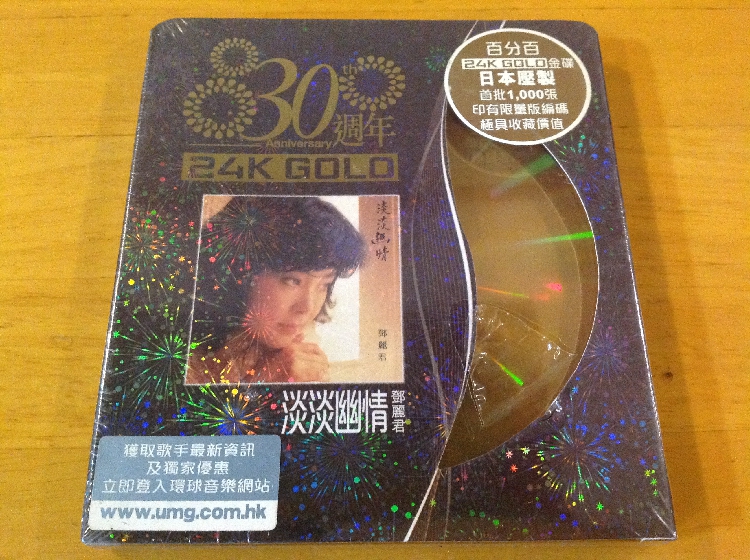 30th週年
Anniversary
24K GOLD
百分百
24K GOLD金碟
日本壓製
首批1,000張
印有限量版編碼
極具收藏價值
淡淡幽情
鄧麗君
淡淡幽情
鄧麗君
獲取歌手最新資訊
及獨家優惠
立即登入環球音樂網站
www.umg.com.hk